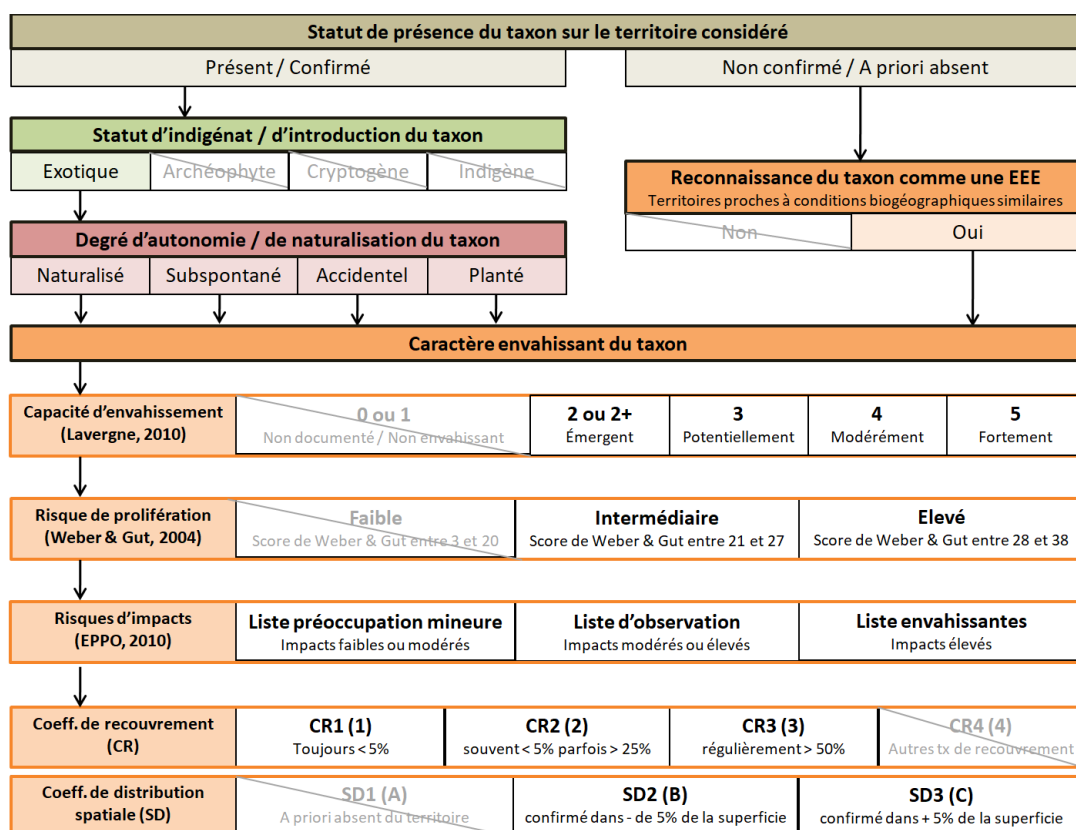 Statut de présence du taxon sur le territoire considéré
Présent / Confirmé
Non confirmé / A priori absent
Statut d'indigénat / d'introduction du taxon
Exotique
Archéophyte
Cryptogène
Indigène
Reconnaissance du taxon comme une EEE
Territoires proches à conditions biogéographiques similaires
Non
Oui
Degré d'autonomie / de naturalisation du taxon
Naturalisé
Subspontané
Accidentel
Planté
Caractère envahissant du taxon
Capacité d'envahissement
(Lavergne, 2010)
0 ou 1
Non documenté / Non envahissant
2 ou 2+
Émergent
3
Potentiellement
4
Modérément
5
Fortement
Risque de prolifération
(Weber & Gut, 2004)
Faible
Score de Weber & Gut entre 3 et 20
Intermédiaire
Score de Weber & Gut entre 21 et 27
Elevé
Score de Weber & Gut entre 28 et 38
Risques d'impacts
(EPPO, 2010)
Liste préoccupation mineure
Impacts faibles ou modérés
Liste d'observation
Impacts modérés ou élevés
Liste envahissantes
Impacts élevés
Coeff. de recouvrement
(CR)
CR1 (1)
Toujours < 5%
CR2 (2)
souvent < 5% parfois > 25%
CR3 (3)
régulièrement > 50%
CR4 (4)
Autres tx de recouvrement
Coeff. de distribution
spatiale (SD)
SD1 (A)
A priori absent du territoire
SD2 (B)
confirmé dans - de 5% de la superficie
SD3 (C)
confirmé dans + 5% de la superficie